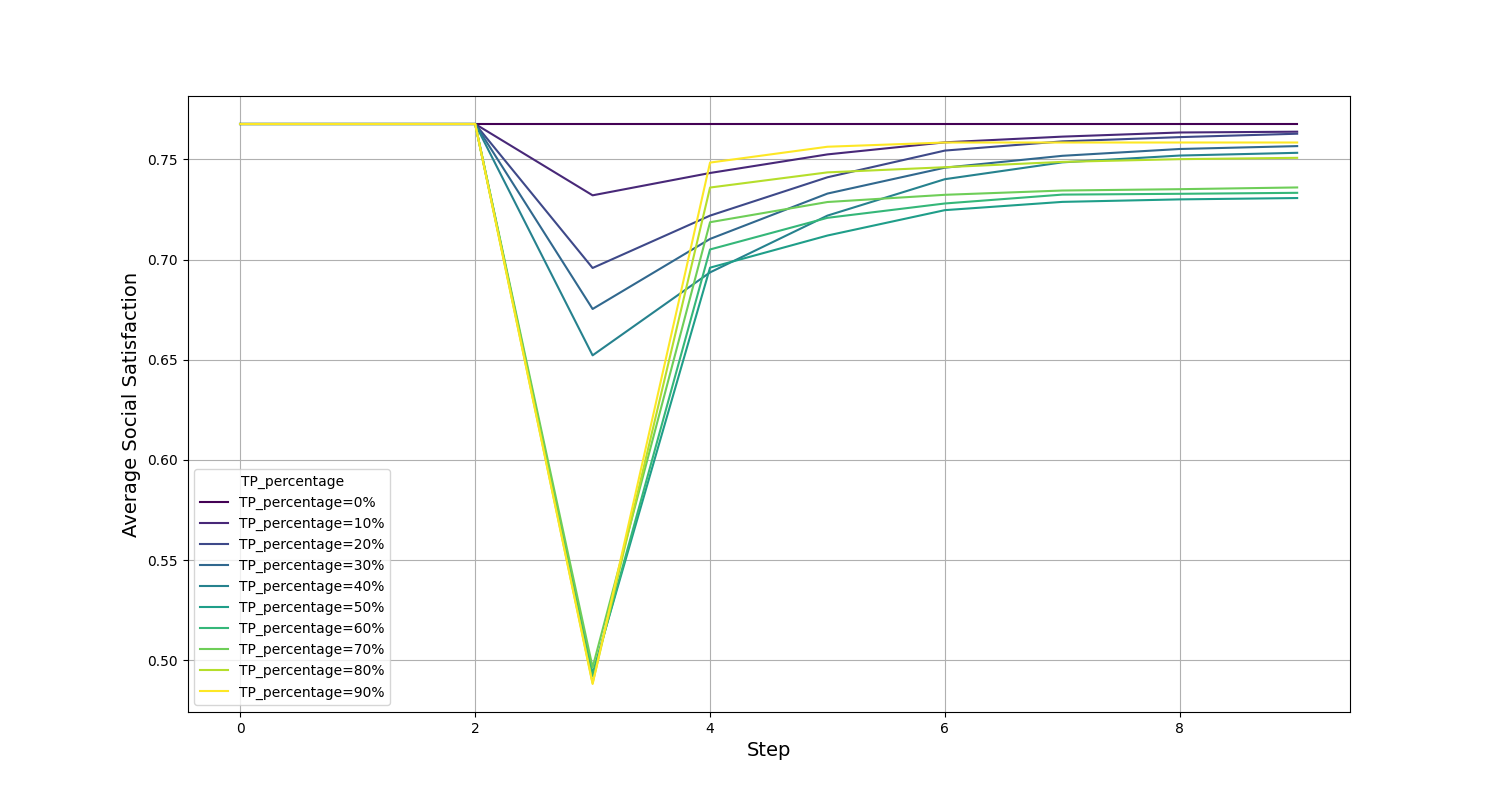 Average Social Satisfaction
0.75
0.70
0.65
0.60
0.55
0.50
TP_percentage
TP_percentage=0%
TP_percentage=10%
TP_percentage=20%
TP_percentage=30%
TP_percentage=40%
TP_percentage=50%
TP_percentage=60%
TP_percentage=70%
TP_percentage=80%
TP_percentage=90%
0 2 4 6 8
Step